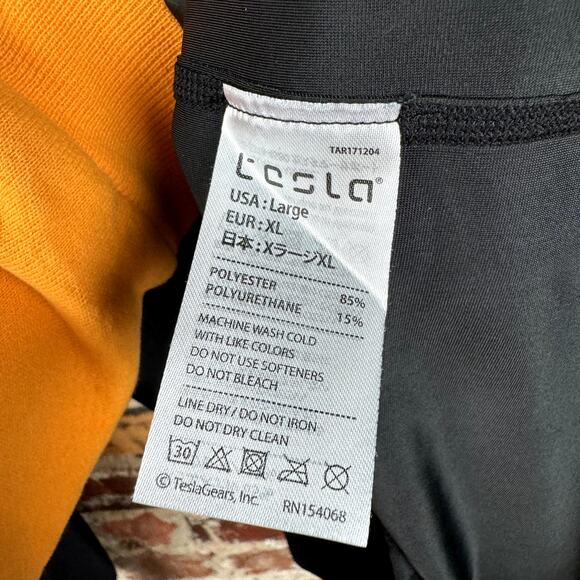 TAR171204
tesla®
USA : Large
EUR : XL
日本 : XラージXL
POLYESTER 85%
POLYURETHANE 15%
MACHINE WASH COLD
WITH LIKE COLORS
DO NOT USE SOFTENERS
DO NOT BLEACH
LINE DRY / DO NOT IRON
DO NOT DRY CLEAN
30
© TeslaGears, Inc. RN154068